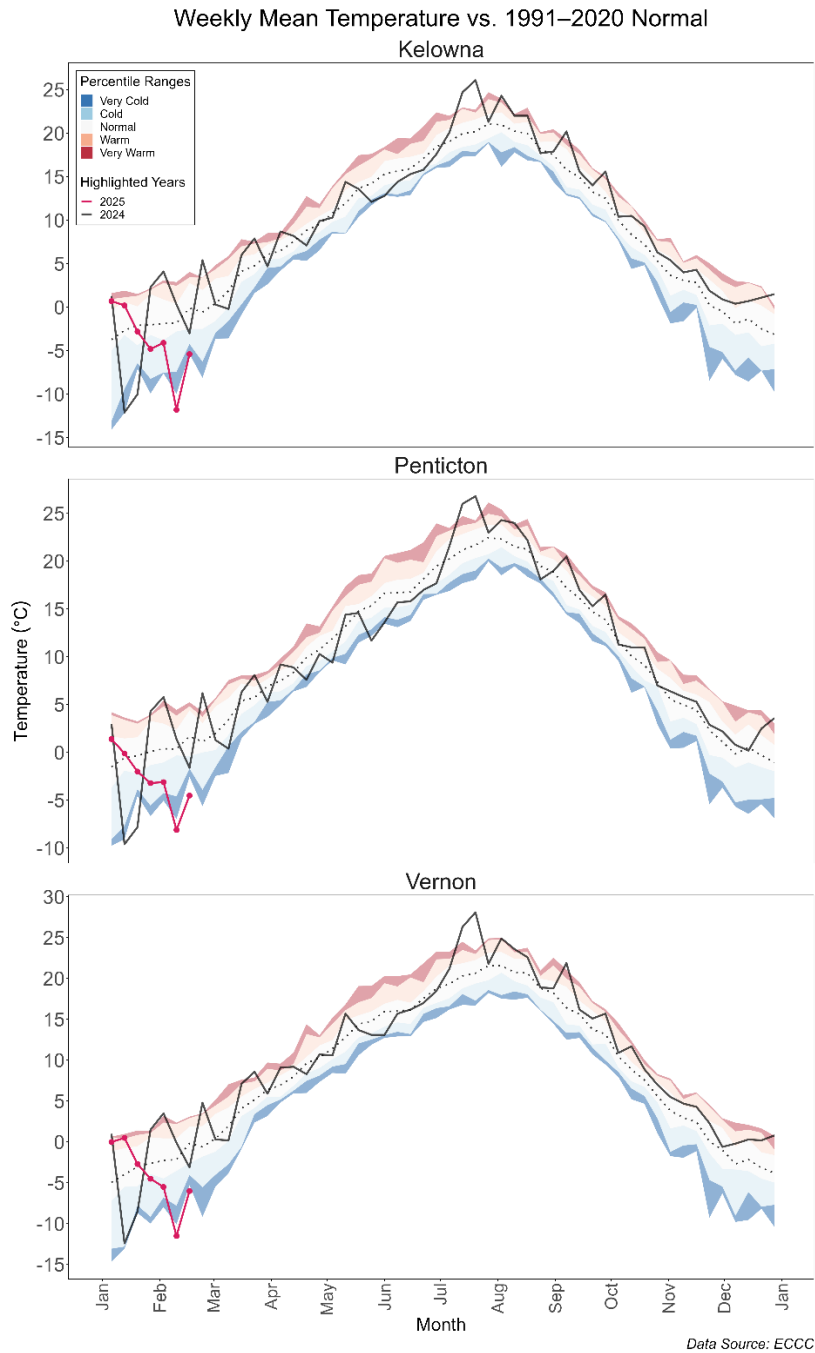 Weekly Mean Temperature vs. 1991–2020 Normal
Kelowna
Percentile Ranges
Very Cold
Cold
Normal
Warm
Very Warm
Highlighted Years
2025
2024
25
20
15
10
5
0
-5
-10
-15
Penticton
25
20
15
10
5
0
-5
-10
Temperature (°C)
Vernon
30
25
20
15
10
5
0
-5
-10
-15
Jan
Feb
Mar
Apr
May
Jun
Jul
Aug
Sep
Oct
Nov
Dec
Jan
Month
Data Source: ECCC